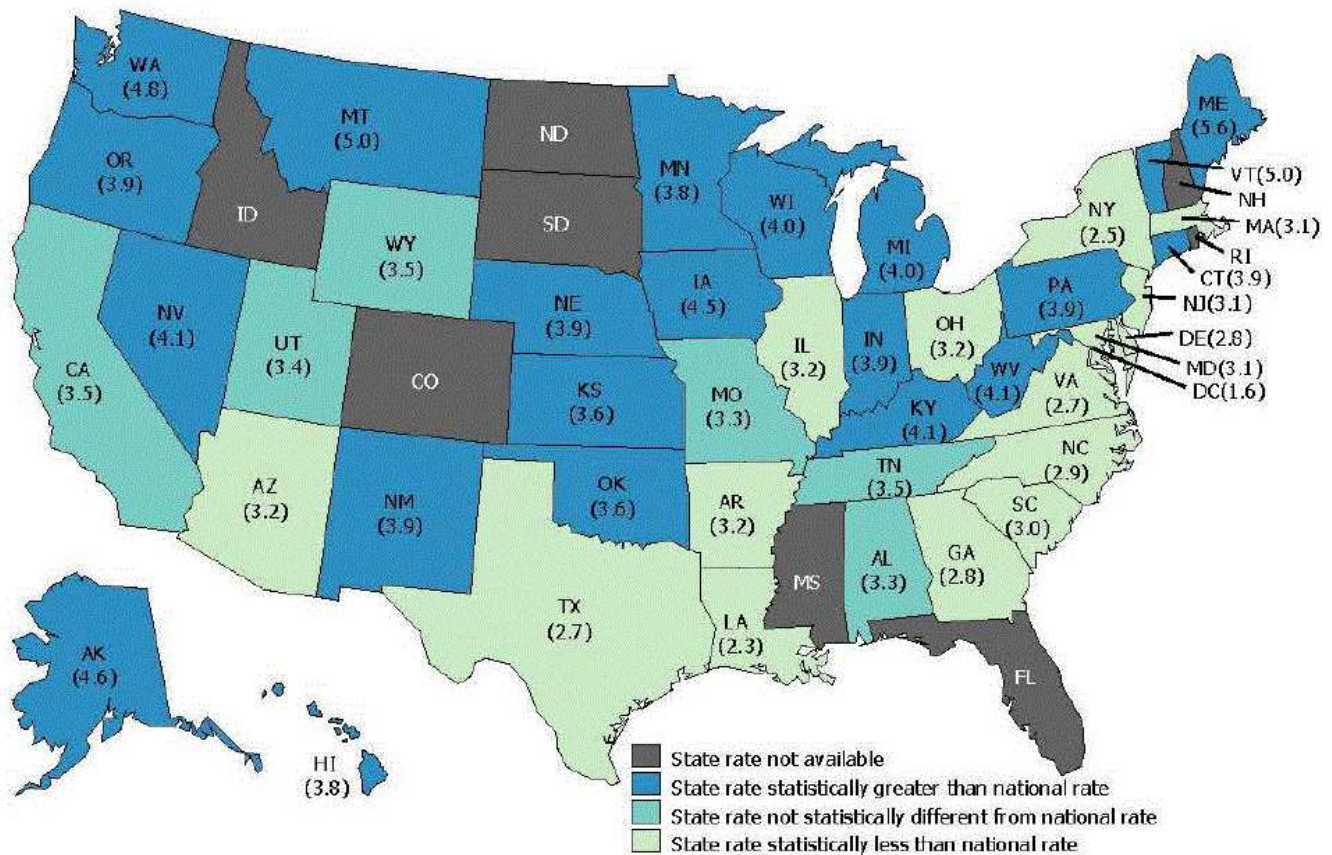 WA
(4.8)
MT
(5.0)
ND
MN
(3.8)
ME
(5.6)
OR
(3.9)
ID
SD
WI
(4.0)
MI
(4.0)
NY
(2.5)
VT(5.0)
NH
MA(3.1)
RI
CT(3.9)
NJ(3.1)
DE(2.8)
MD(3.1)
DC(1.6)
WY
(3.5)
IA
(4.5)
NE
(3.9)
PA
(3.9)
NV
(4.1)
UT
(3.4)
CO
IL
(3.2)
IN
(3.9)
OH
(3.2)
WV
(4.1)
VA
(2.7)
CA
(3.5)
KS
(3.6)
MO
(3.3)
KY
(4.1)
NC
(2.9)
TN
(3.5)
AZ
(3.2)
NM
(3.9)
OK
(3.6)
AR
(3.2)
SC
(3.0)
MS
AL
(3.3)
GA
(2.8)
TX
(2.7)
LA
(2.3)
FL
AK
(4.6)
HI
(3.8)
State rate not available
State rate statistically greater than national rate
State rate not statistically different from national rate
State rate statistically less than national rate